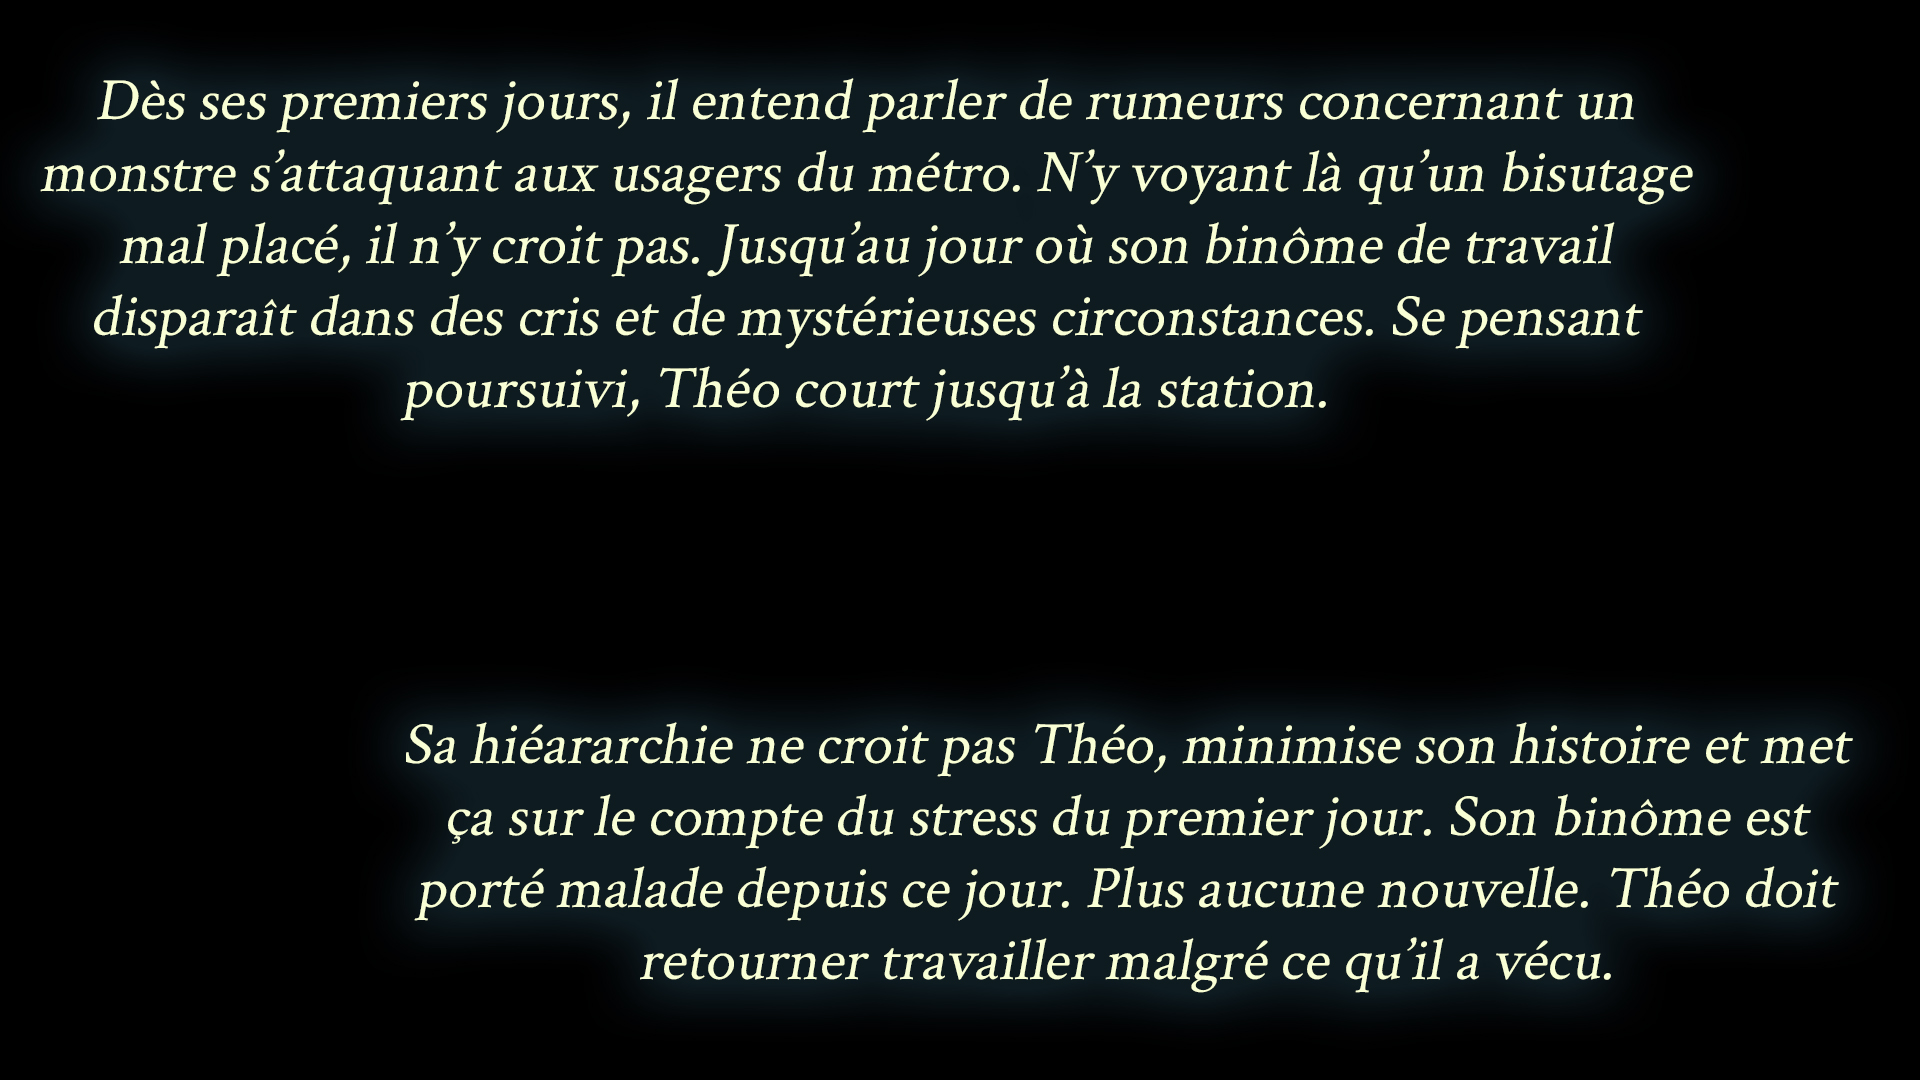 Dès ses premiers jours, il entend parler de rumeurs concernant un
monstre s’attaquant aux usagers du métro. N’y voyant là qu’un bisutage
mal placé, il n’y croit pas. Jusqu’au jour où son binôme de travail
disparaît dans des cris et de mystérieuses circonstances. Se pensant
poursuivi, Théo court jusqu’à la station.
Sa hiéararchie ne croit pas Théo, minimise son histoire et met
ça sur le compte du stress du premier jour. Son binôme est
porté malade depuis ce jour. Plus aucune nouvelle. Théo doit
retourner travailler malgré ce qu’il a vécu.